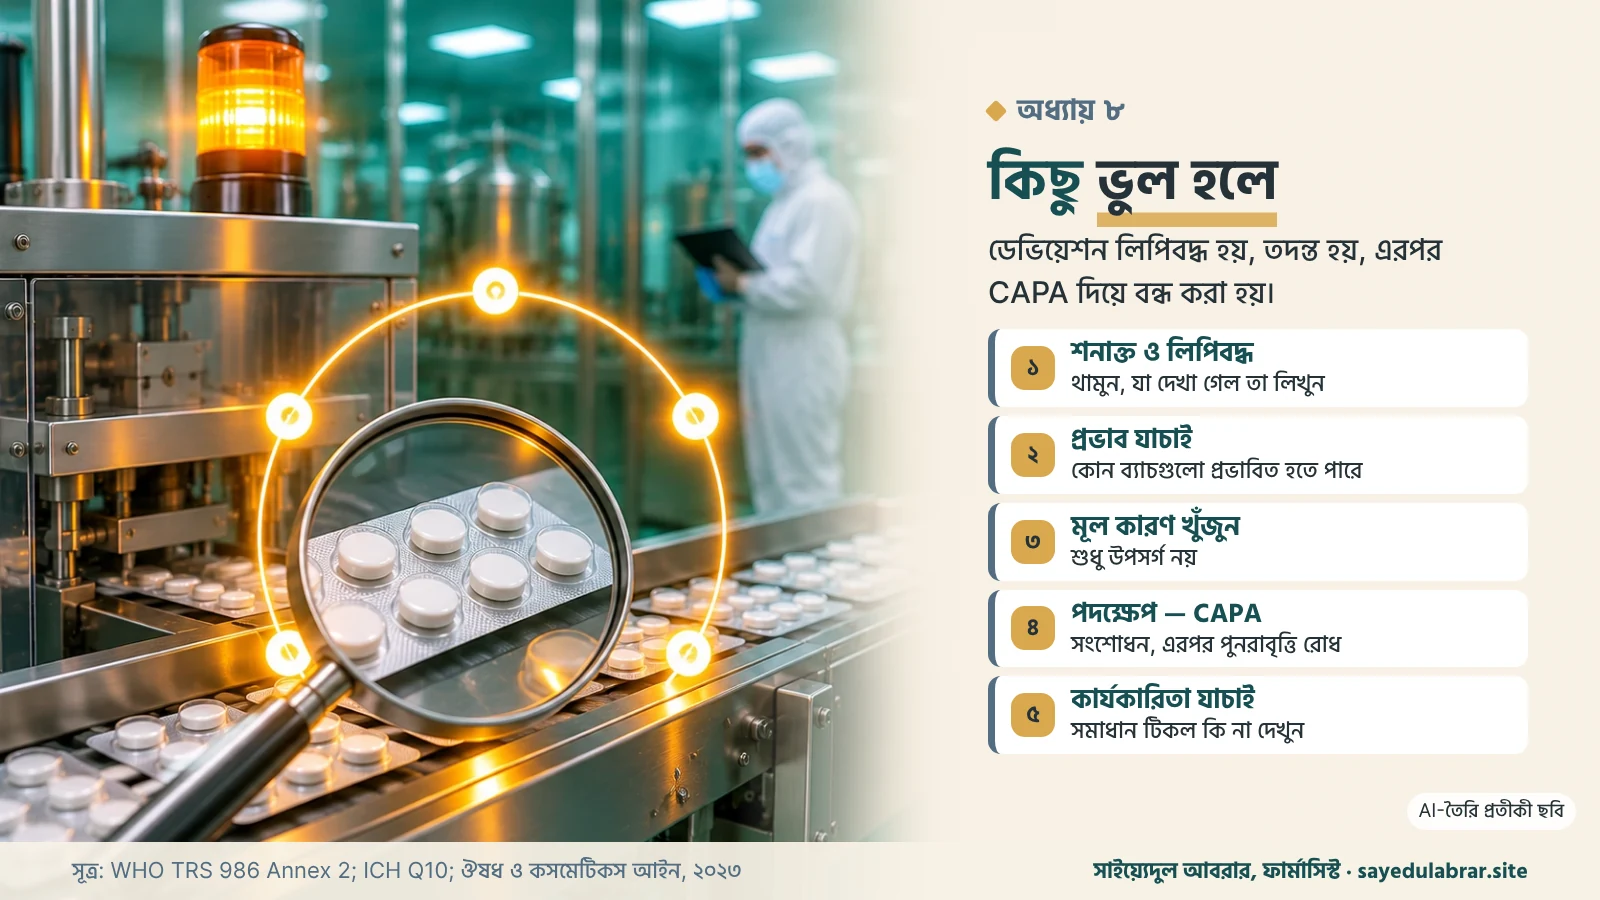 অধ্যায় ৮
কিছু ভুল হলে
ডেভিয়েশন লিপিবদ্ধ হয়, তদন্ত হয়, এরপর
CAPA দিয়ে বন্ধ করা হয়।
১
শনাক্ত ও লিপিবদ্ধ
থামুন, যা দেখা গেল তা লিখুন
২
প্রভাব যাচাই
কোন ব্যাচগুলো প্রভাবিত হতে পারে
৩
মূল কারণ খুঁজুন
শুধু উপসর্গ নয়
৪
পদক্ষেপ — CAPA
সংশোধন, এরপর পুনরাবৃত্তি রোধ
৫
কার্যকারিতা যাচাই
সমাধান টিকল কি না দেখুন
AI-তৈরি প্রতীকী ছবি
সূত্র: WHO TRS 986 Annex 2; ICH Q10; ঔষধ ও কসমেটিকস আইন, ২০২৩
সাইয়েদুল আবরার, ফার্মাসিস্ট · sayedulabrar.site